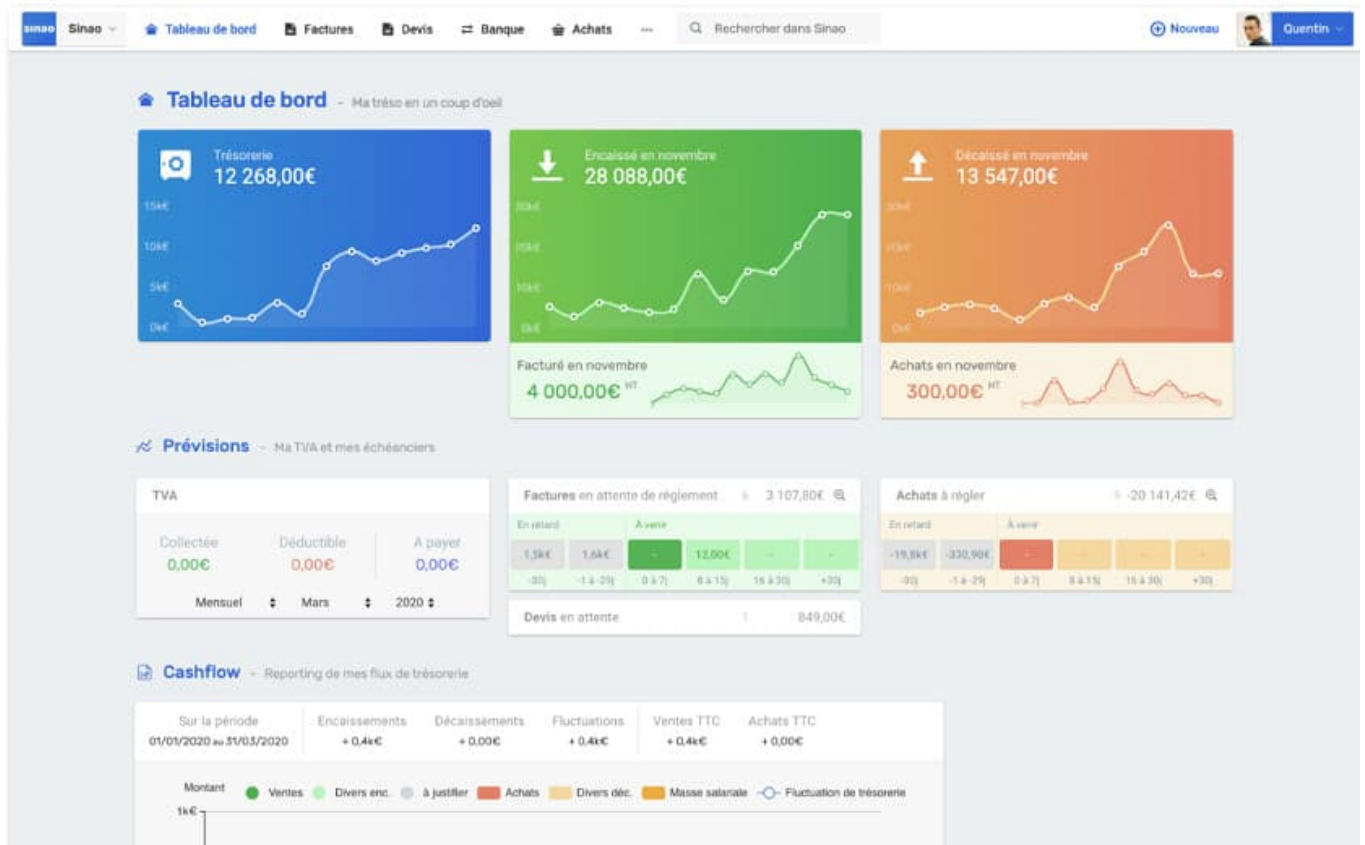 sinao Sinao Tableau de bord Factures Devis Banque Achats ... Rechercher dans Sinao Nouveau Quentin
Tableau de bord - Ma tréso en un coup d'oeil
Trésorerie
12 268,00€
15k€
10k€
5k€
0k€
Encaissé en novembre
28 088,00€
30k€
20k€
10k€
0k€
Facturé en novembre
4 000,00€ HT
Décaissé en novembre
13 547,00€
30k€
20k€
10k€
0k€
Achats en novembre
300,00€ HT
Prévisions - Ma TVA et mes échéanciers
TVA
Collectée Déductible A payer
0,00€ 0,00€ 0,00€
Mensuel Mars 2020
Factures en attente de règlement 3 107,80€
En retard À venir
1,5k€ 1,6k€ - 12,00€ - -
-30j -1 à -29j 0 à 7j 8 à 15j 16 à 30j +30j
Devis en attente 1 849,00€
Achats à régler -20 141,42€
En retard À venir
-19,8k€ -330,90€ - - - -
-30j -1 à -29j 0 à 7j 8 à 15j 16 à 30j +30j
Cashflow - Reporting de mes flux de trésorerie
Sur la période Encaissements Décaissements Fluctuations Ventes TTC Achats TTC
01/01/2020 au 31/03/2020 + 0,4k€ + 0,00€ + 0,4k€ + 0,4k€ + 0,00€
Montant Ventes Divers enc. à justifier Achats Divers déc. Masse salariale Fluctuation de trésorerie
1k€